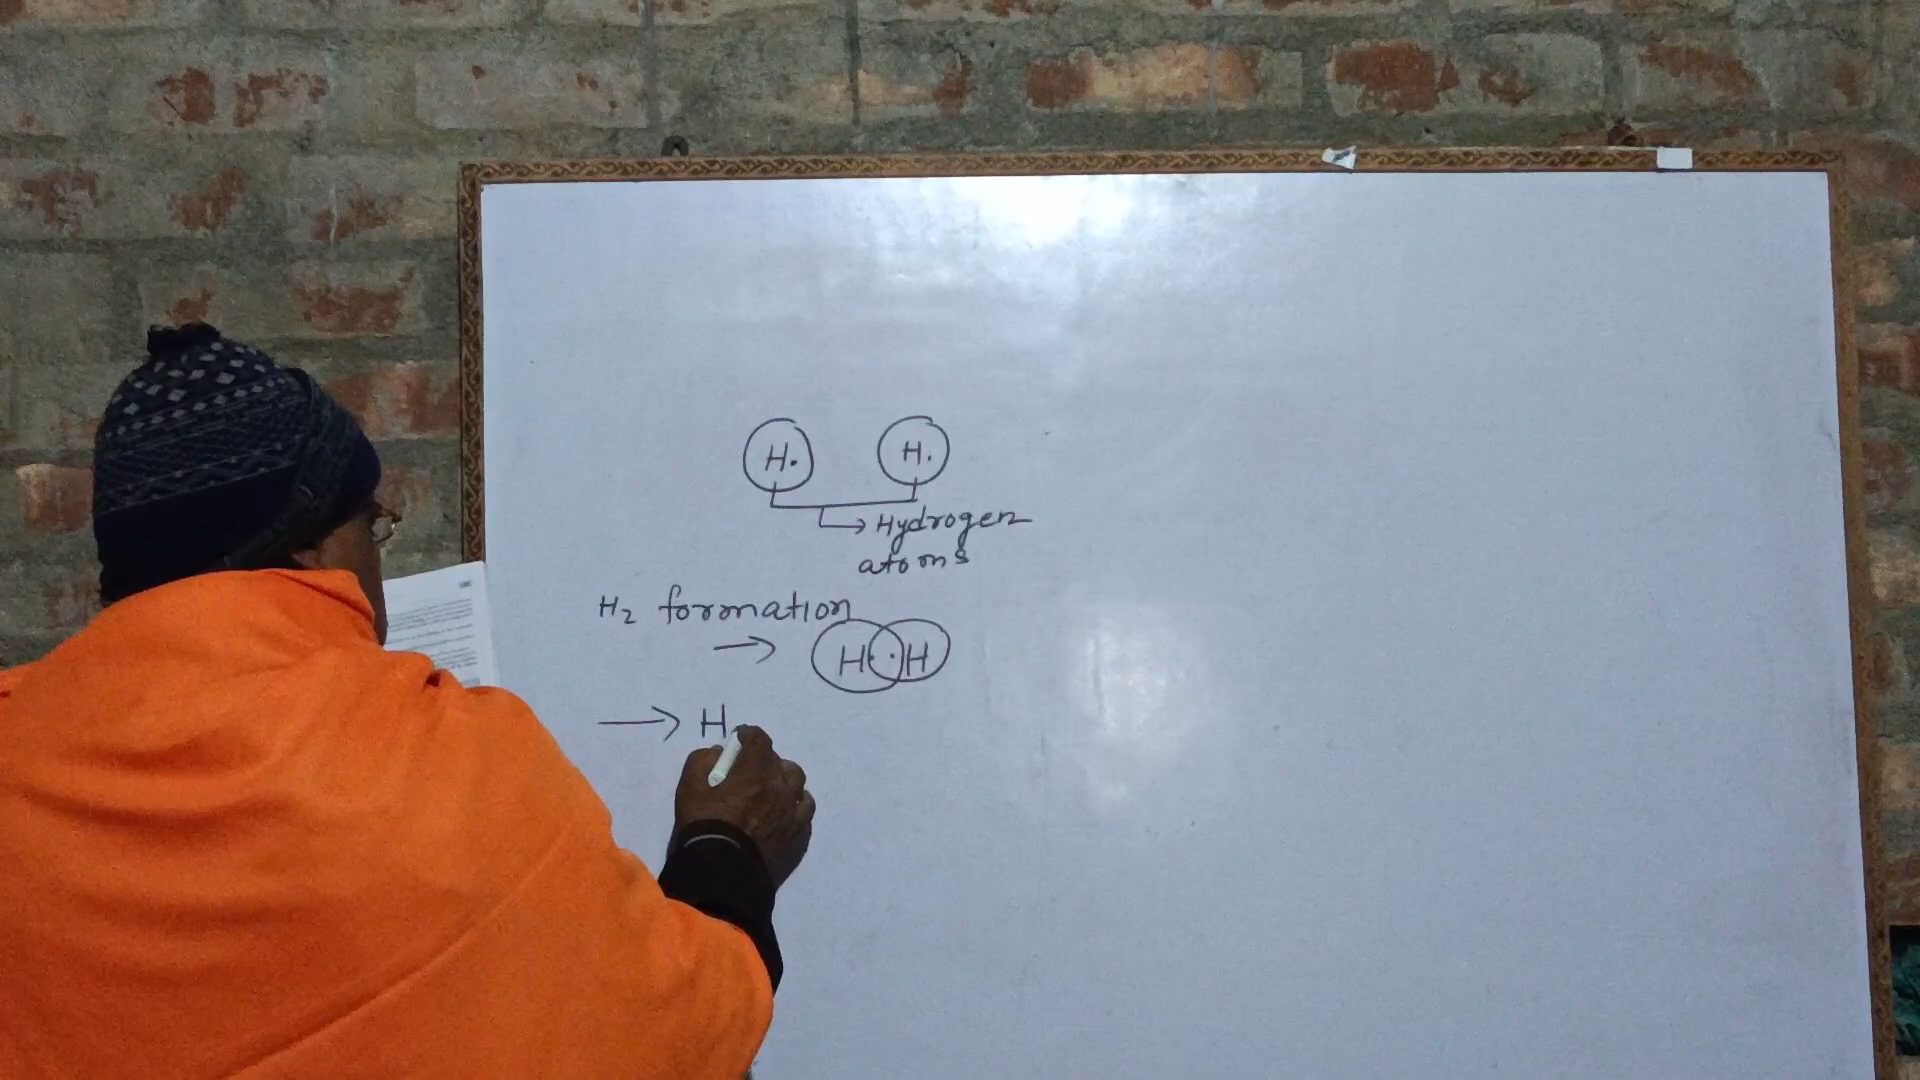 H. H.
→ Hydrogen
atoms
H₂ formation
→ H··H
→ H